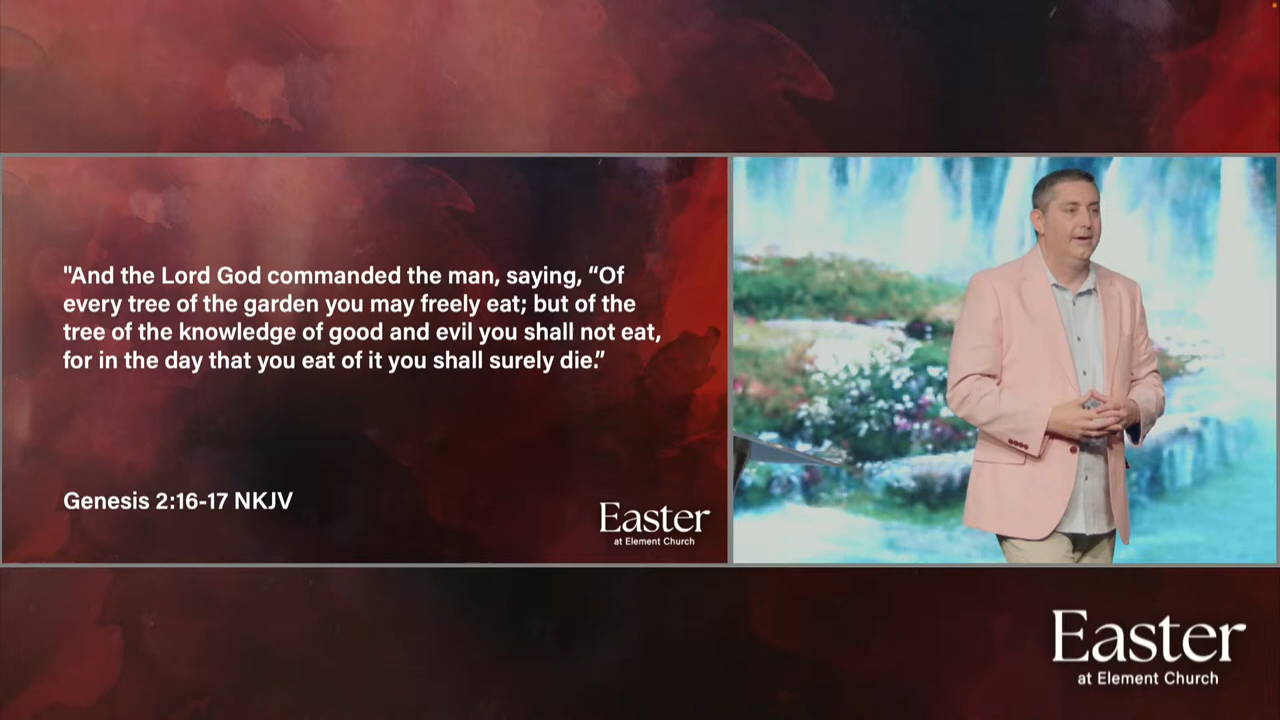 "And the Lord God commanded the man, saying, “Of
every tree of the garden you may freely eat; but of the
tree of the knowledge of good and evil you shall not eat,
for in the day that you eat of it you shall surely die.”
Genesis 2:16-17 NKJV
Easter
at Element Church
Easter
at Element Church